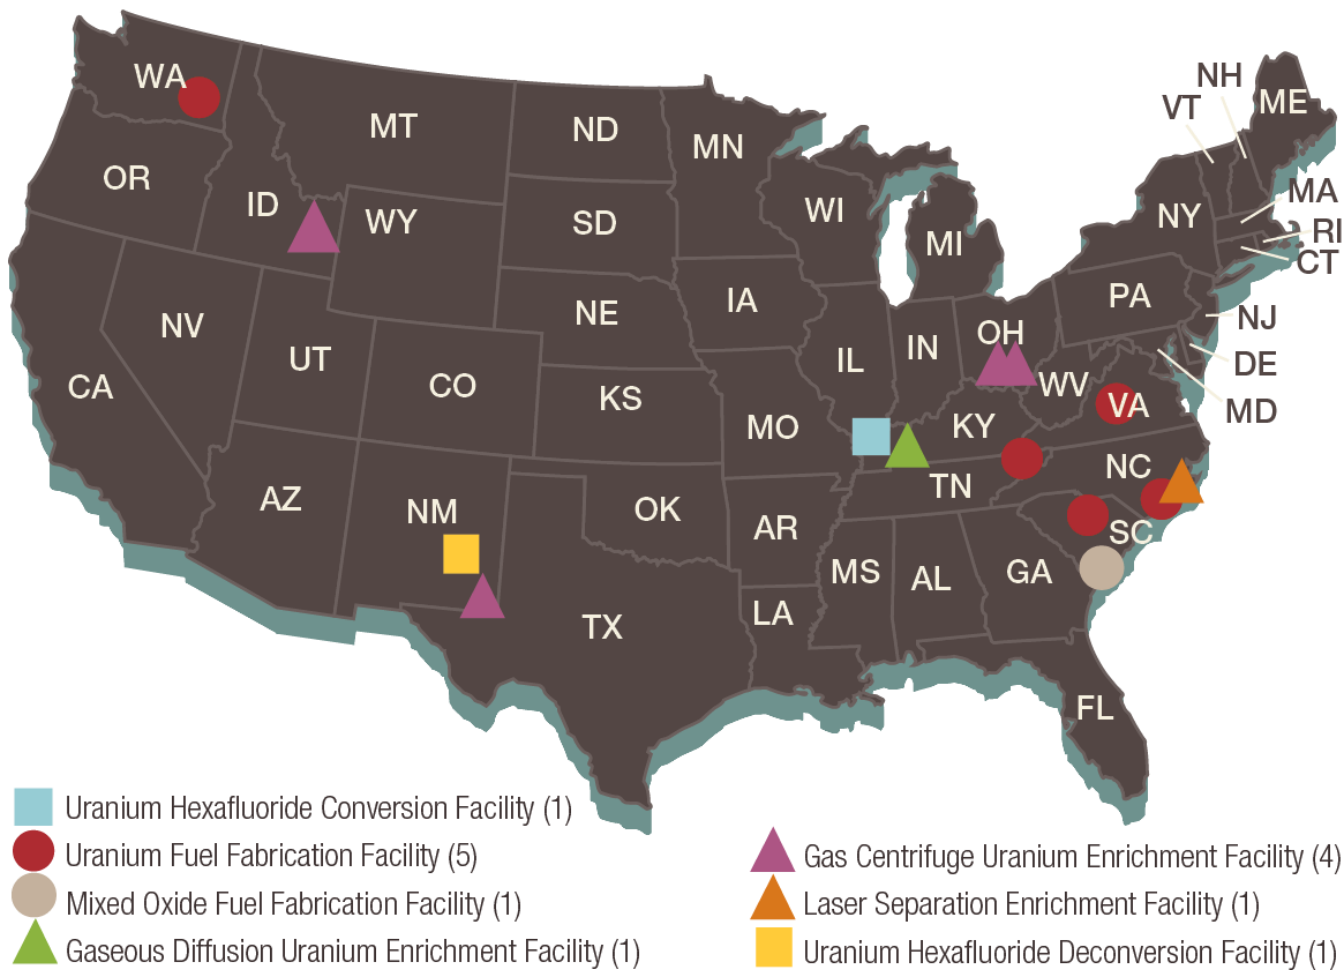 WA
MT
ND
MN
OR
ID
WY
SD
WI
MI
NY
VT
NH
ME
MA
RI
CT
NV
UT
CO
NE
IA
IL
IN
OH
PA
NJ
DE
MD
CA
KS
MO
KY
WV
VA
AZ
NM
OK
AR
TN
NC
SC
TX
LA
MS
AL
GA
FL
Uranium Hexafluoride Conversion Facility (1)
Uranium Fuel Fabrication Facility (5)
Mixed Oxide Fuel Fabrication Facility (1)
Gaseous Diffusion Uranium Enrichment Facility (1)
Gas Centrifuge Uranium Enrichment Facility (4)
Laser Separation Enrichment Facility (1)
Uranium Hexafluoride Deconversion Facility (1)